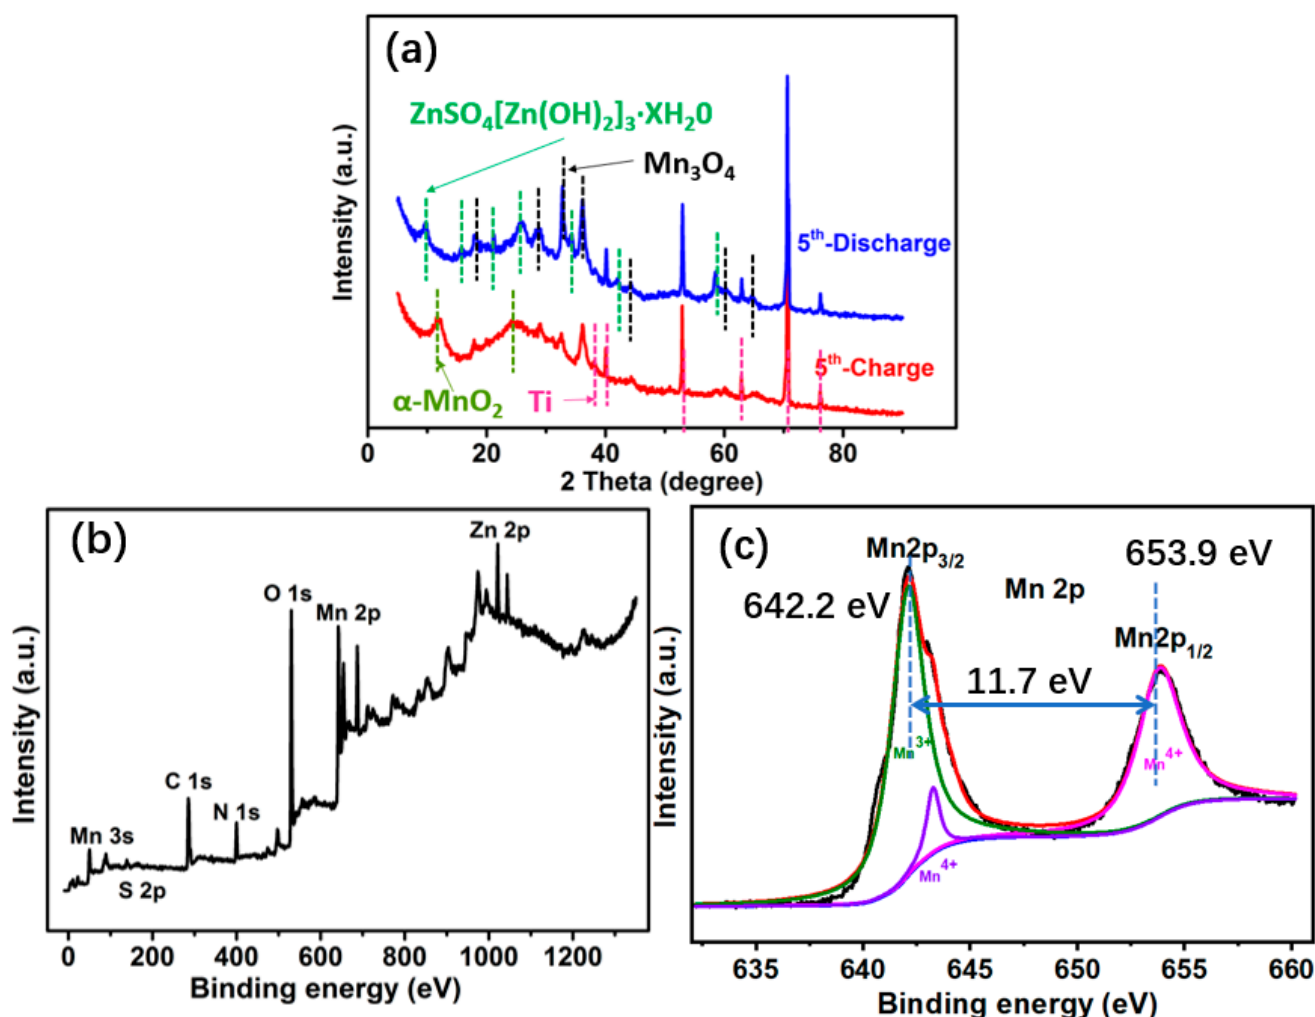 (a)
ZnSO₄[Zn(OH)₂]₃·XH₂0
Mn₃O₄
5ᵗʰ-Discharge
5ᵗʰ-Charge
α-MnO₂
Ti
Intensity (a.u.)
0 20 40 60 80
2 Theta (degree)
(b)
Zn 2p
O 1s
Mn 2p
C 1s
N 1s
Mn 3s
S 2p
Intensity (a.u.)
0 200 400 600 800 1000 1200
Binding energy (eV)
(c)
Mn2p₃/₂
653.9 eV
642.2 eV
Mn 2p
Mn2p₁/₂
11.7 eV
Mn³⁺
Mn⁴⁺
Mn⁴⁺
Intensity (a.u.)
635 640 645 650 655 660
Binding energy (eV)